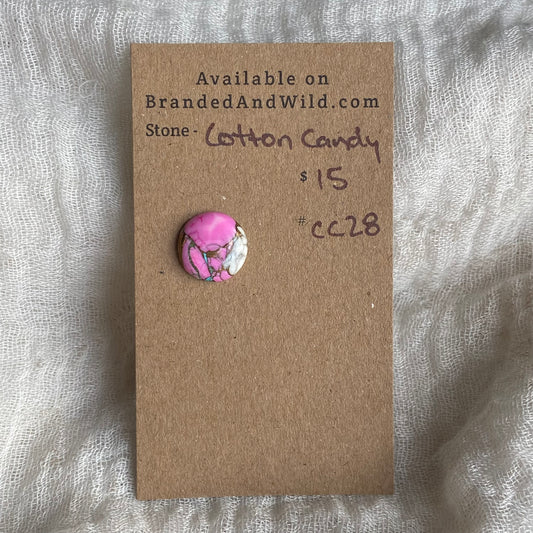 Available on
BrandedAndWild.com
Stone - Cotton Candy
$ 15
# CC28